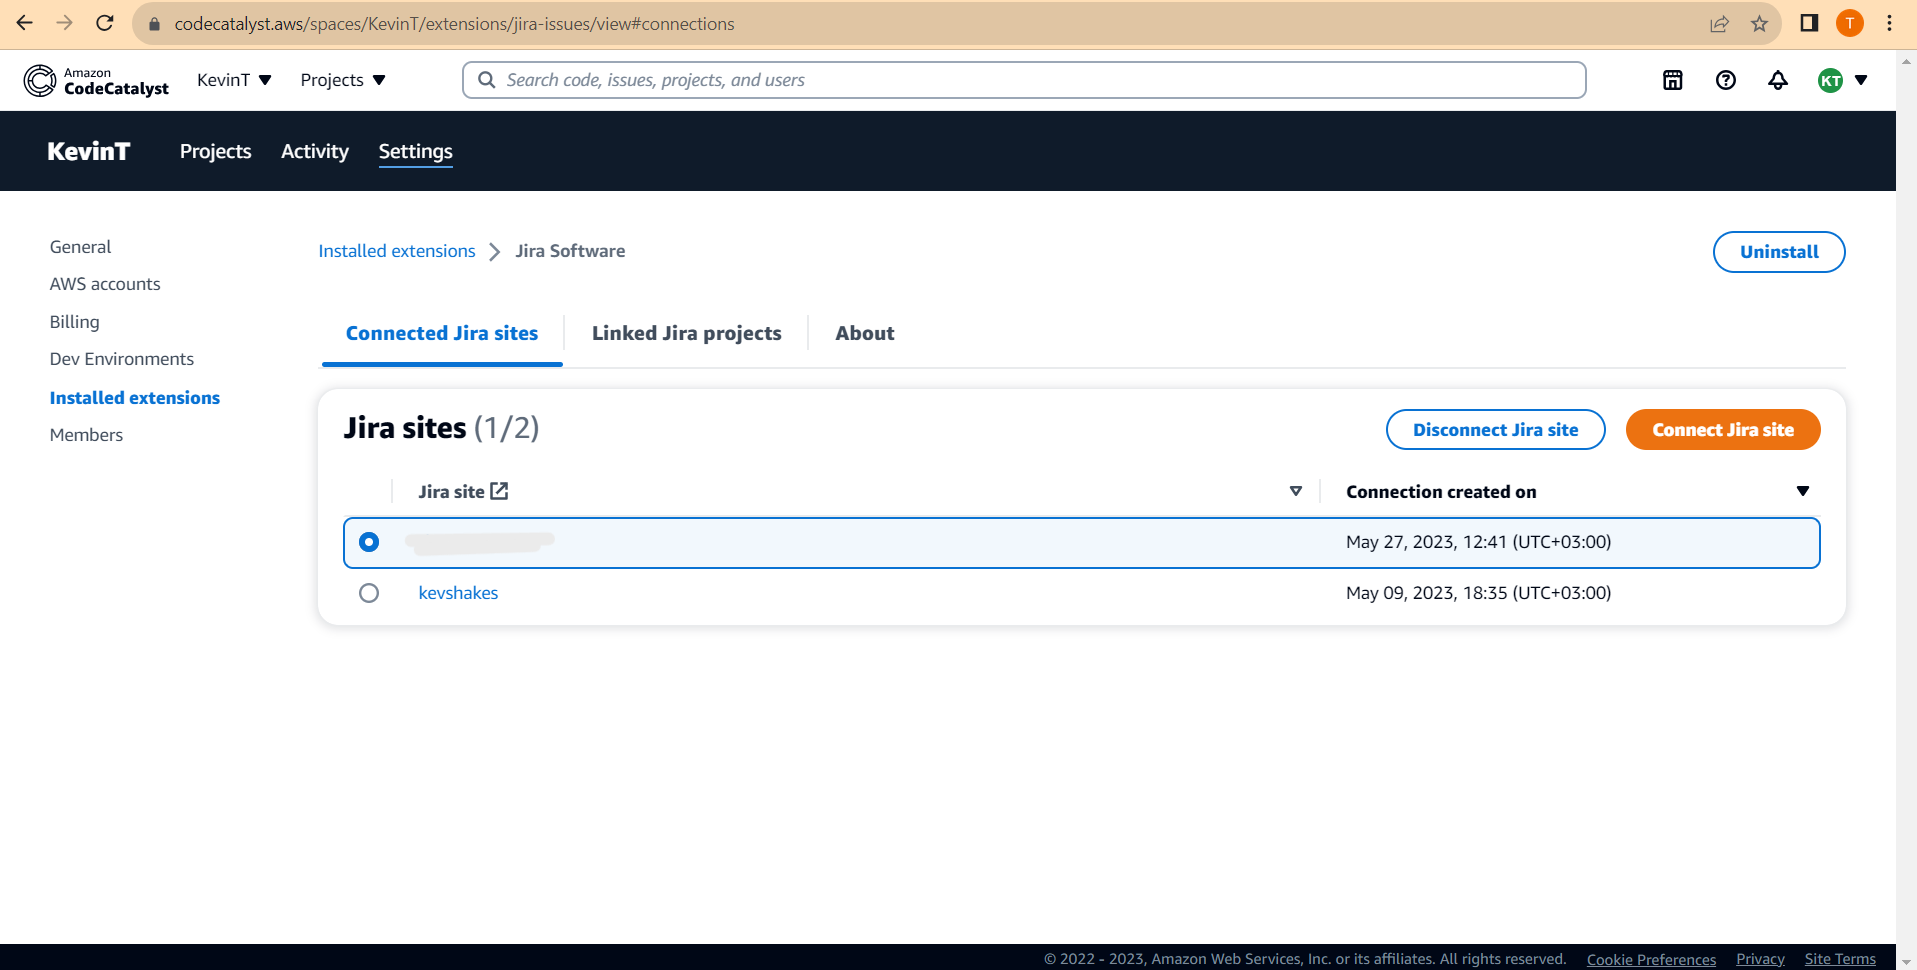 codecatalyst.aws/spaces/KevinT/extensions/jira-issues/view#connections
T
Amazon
CodeCatalyst
KevinT
Projects
Search code, issues, projects, and users
KT
KevinT
Projects
Activity
Settings
General
AWS accounts
Billing
Dev Environments
Installed extensions
Members
Installed extensions
Jira Software
Uninstall
Connected Jira sites
Linked Jira projects
About
Jira sites (1/2)
Disconnect Jira site
Connect Jira site
Jira site
Connection created on
May 27, 2023, 12:41 (UTC+03:00)
kevshakes
May 09, 2023, 18:35 (UTC+03:00)
© 2022 - 2023, Amazon Web Services, Inc. or its affiliates. All rights reserved.
Cookie Preferences
Privacy
Site Terms